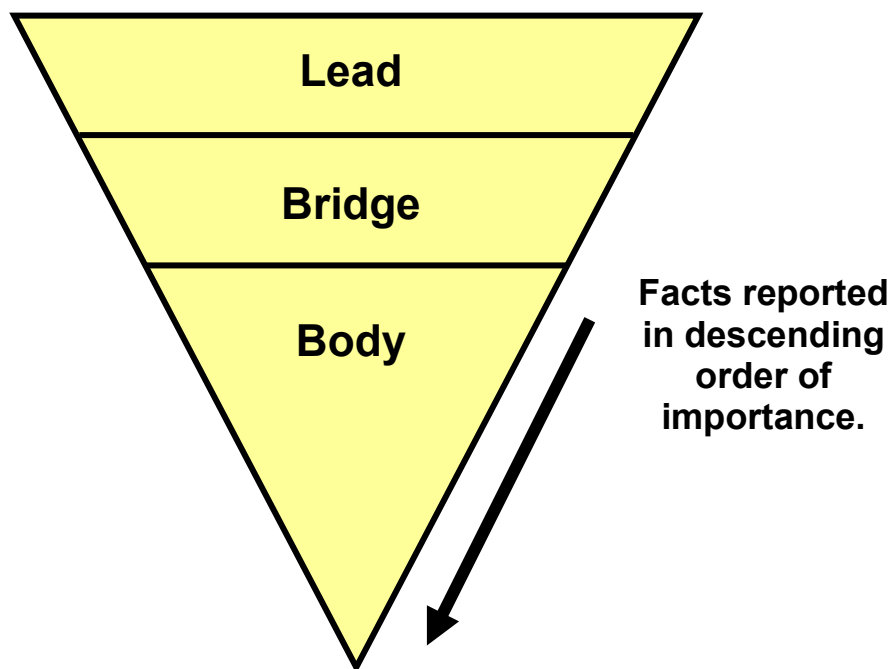 Lead
Bridge
Body
Facts reported
in descending
order of
importance.